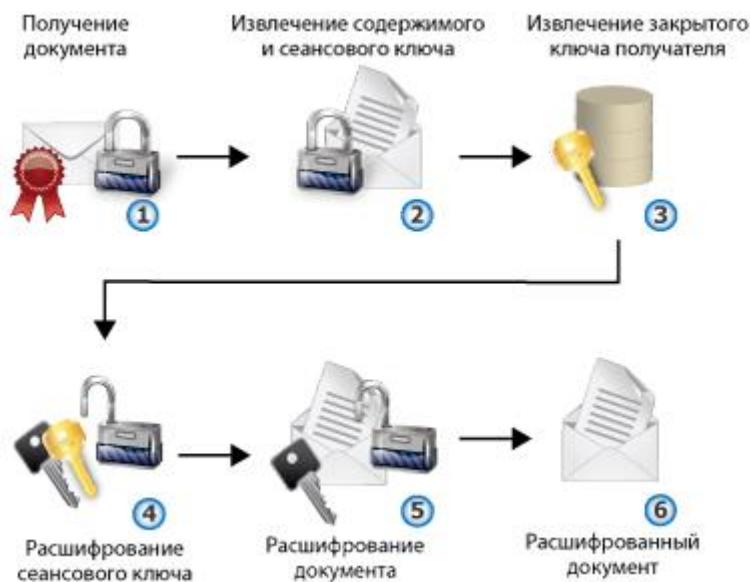 Получение
документа
Извлечение содержимого
и сеансового ключа
Извлечение закрытого
ключа получателя
1
2
3
4
5
6
Расшифрование
сеансового ключа
Расшифрование
документа
Расшифрованный
документ